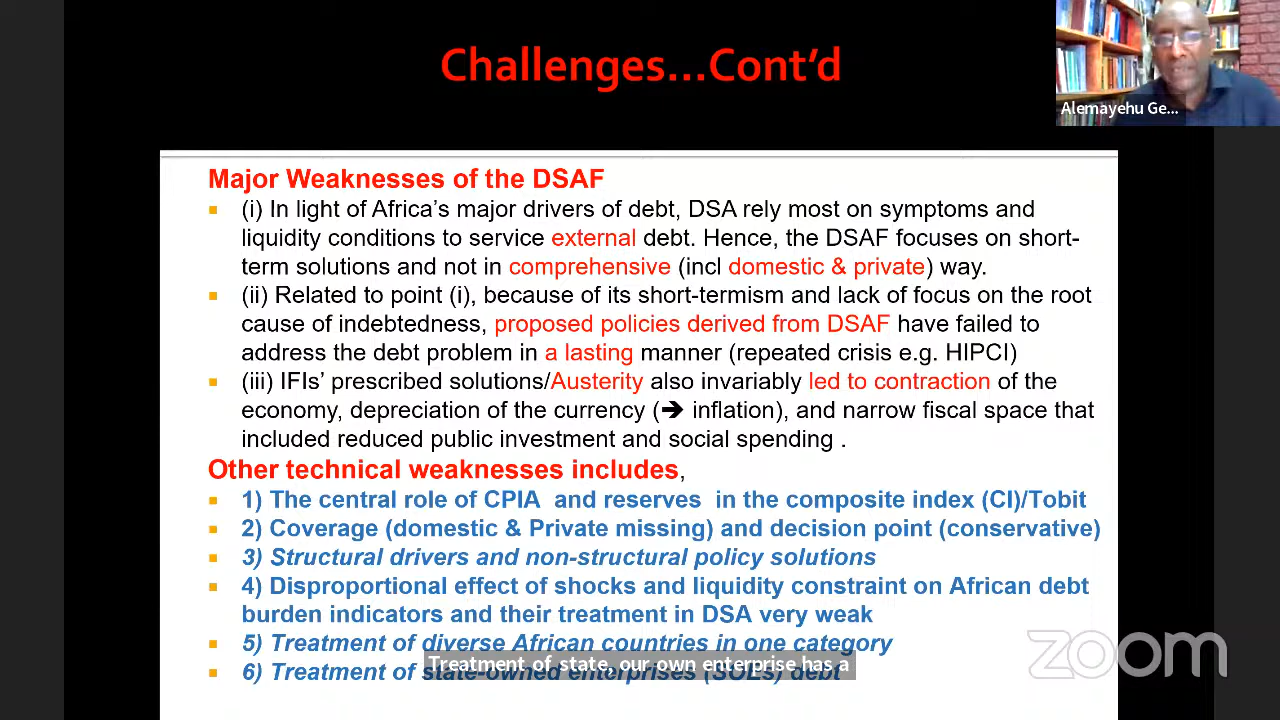 Challenges...Cont’d
Alemayehu Ge...
Major Weaknesses of the DSAF
(i) In light of Africa’s major drivers of debt, DSA rely most on symptoms and
liquidity conditions to service external debt. Hence, the DSAF focuses on short-
term solutions and not in comprehensive (incl domestic & private) way.
(ii) Related to point (i), because of its short-termism and lack of focus on the root
cause of indebtedness, proposed policies derived from DSAF have failed to
address the debt problem in a lasting manner (repeated crisis e.g. HIPCI)
(iii) IFIs’ prescribed solutions/Austerity also invariably led to contraction of the
economy, depreciation of the currency (➔ inflation), and narrow fiscal space that
included reduced public investment and social spending .
Other technical weaknesses includes,
1) The central role of CPIA and reserves in the composite index (CI)/Tobit
2) Coverage (domestic & Private missing) and decision point (conservative)
3) Structural drivers and non-structural policy solutions
4) Disproportional effect of shocks and liquidity constraint on African debt
burden indicators and their treatment in DSA very weak
5) Treatment of diverse African countries in one category
Treatment of state, our own enterprise has a
6) Treatment of state-owned enterprises (SOEs) debt
zoom